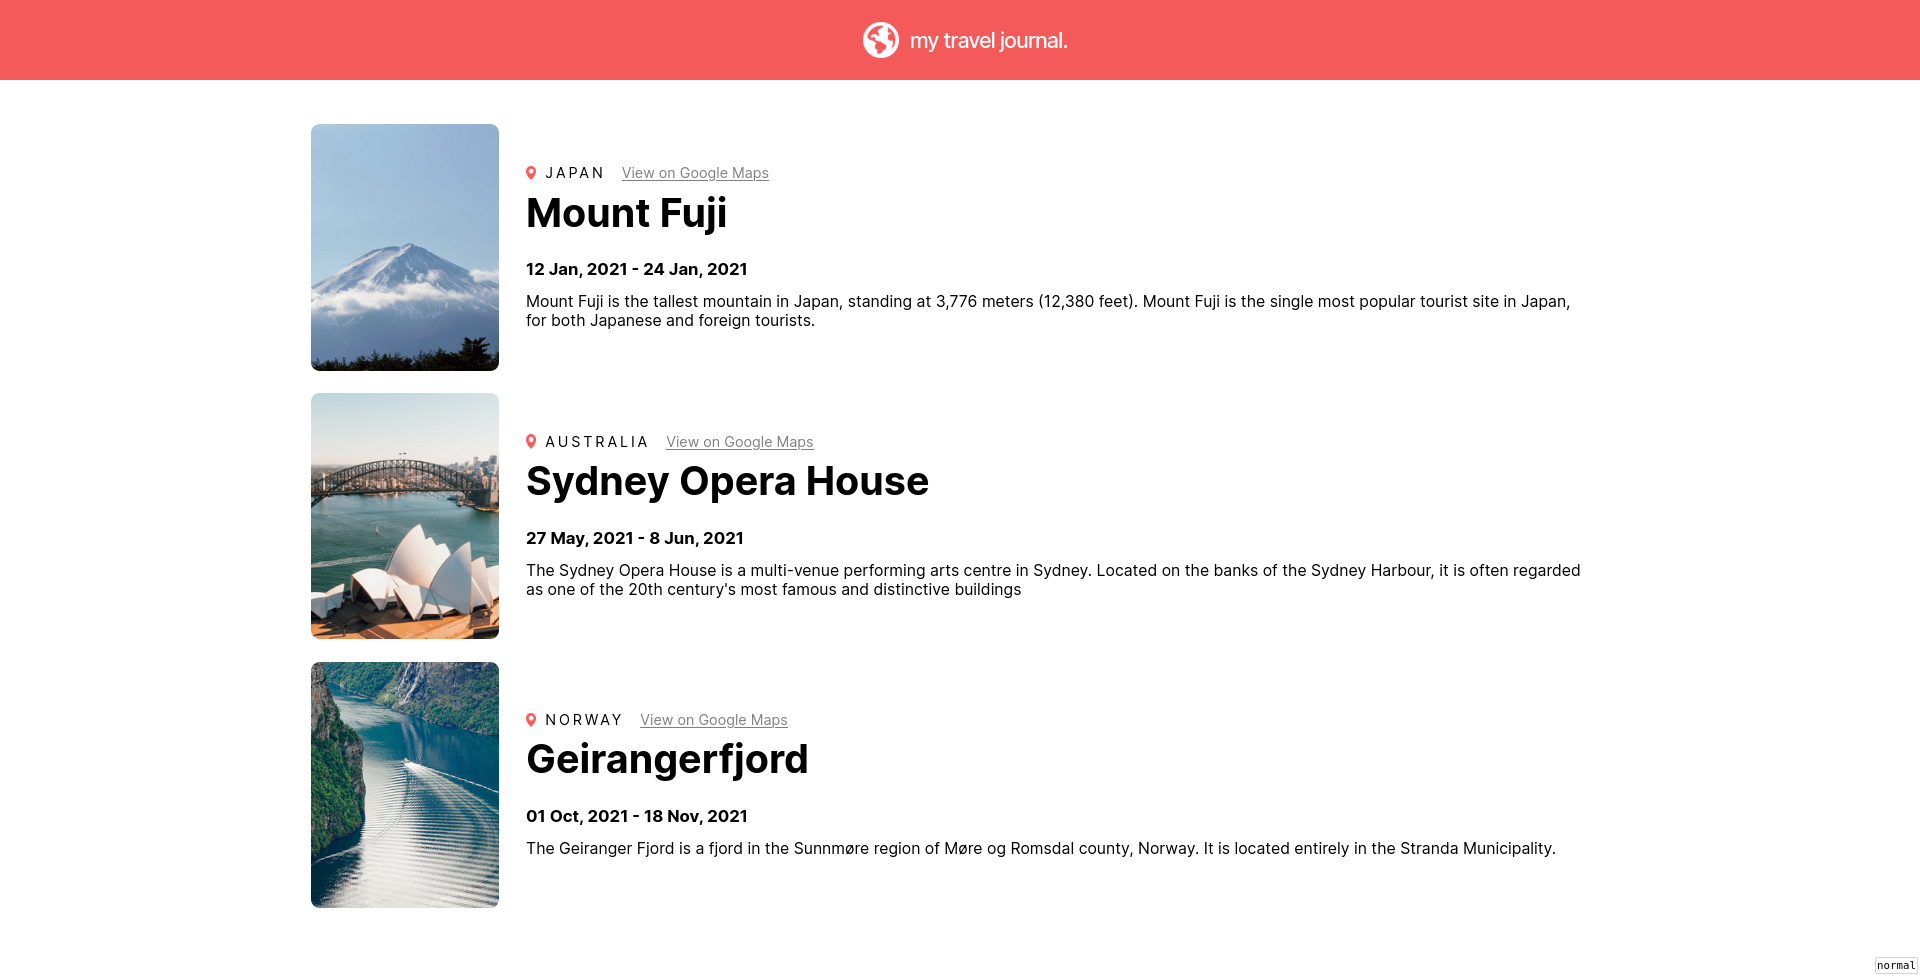 my travel journal.
JAPAN View on Google Maps
Mount Fuji
12 Jan, 2021 - 24 Jan, 2021
Mount Fuji is the tallest mountain in Japan, standing at 3,776 meters (12,380 feet). Mount Fuji is the single most popular tourist site in Japan,
for both Japanese and foreign tourists.
AUSTRALIA View on Google Maps
Sydney Opera House
27 May, 2021 - 8 Jun, 2021
The Sydney Opera House is a multi-venue performing arts centre in Sydney. Located on the banks of the Sydney Harbour, it is often regarded
as one of the 20th century's most famous and distinctive buildings
NORWAY View on Google Maps
Geirangerfjord
01 Oct, 2021 - 18 Nov, 2021
The Geiranger Fjord is a fjord in the Sunnmøre region of Møre og Romsdal county, Norway. It is located entirely in the Stranda Municipality.
normal